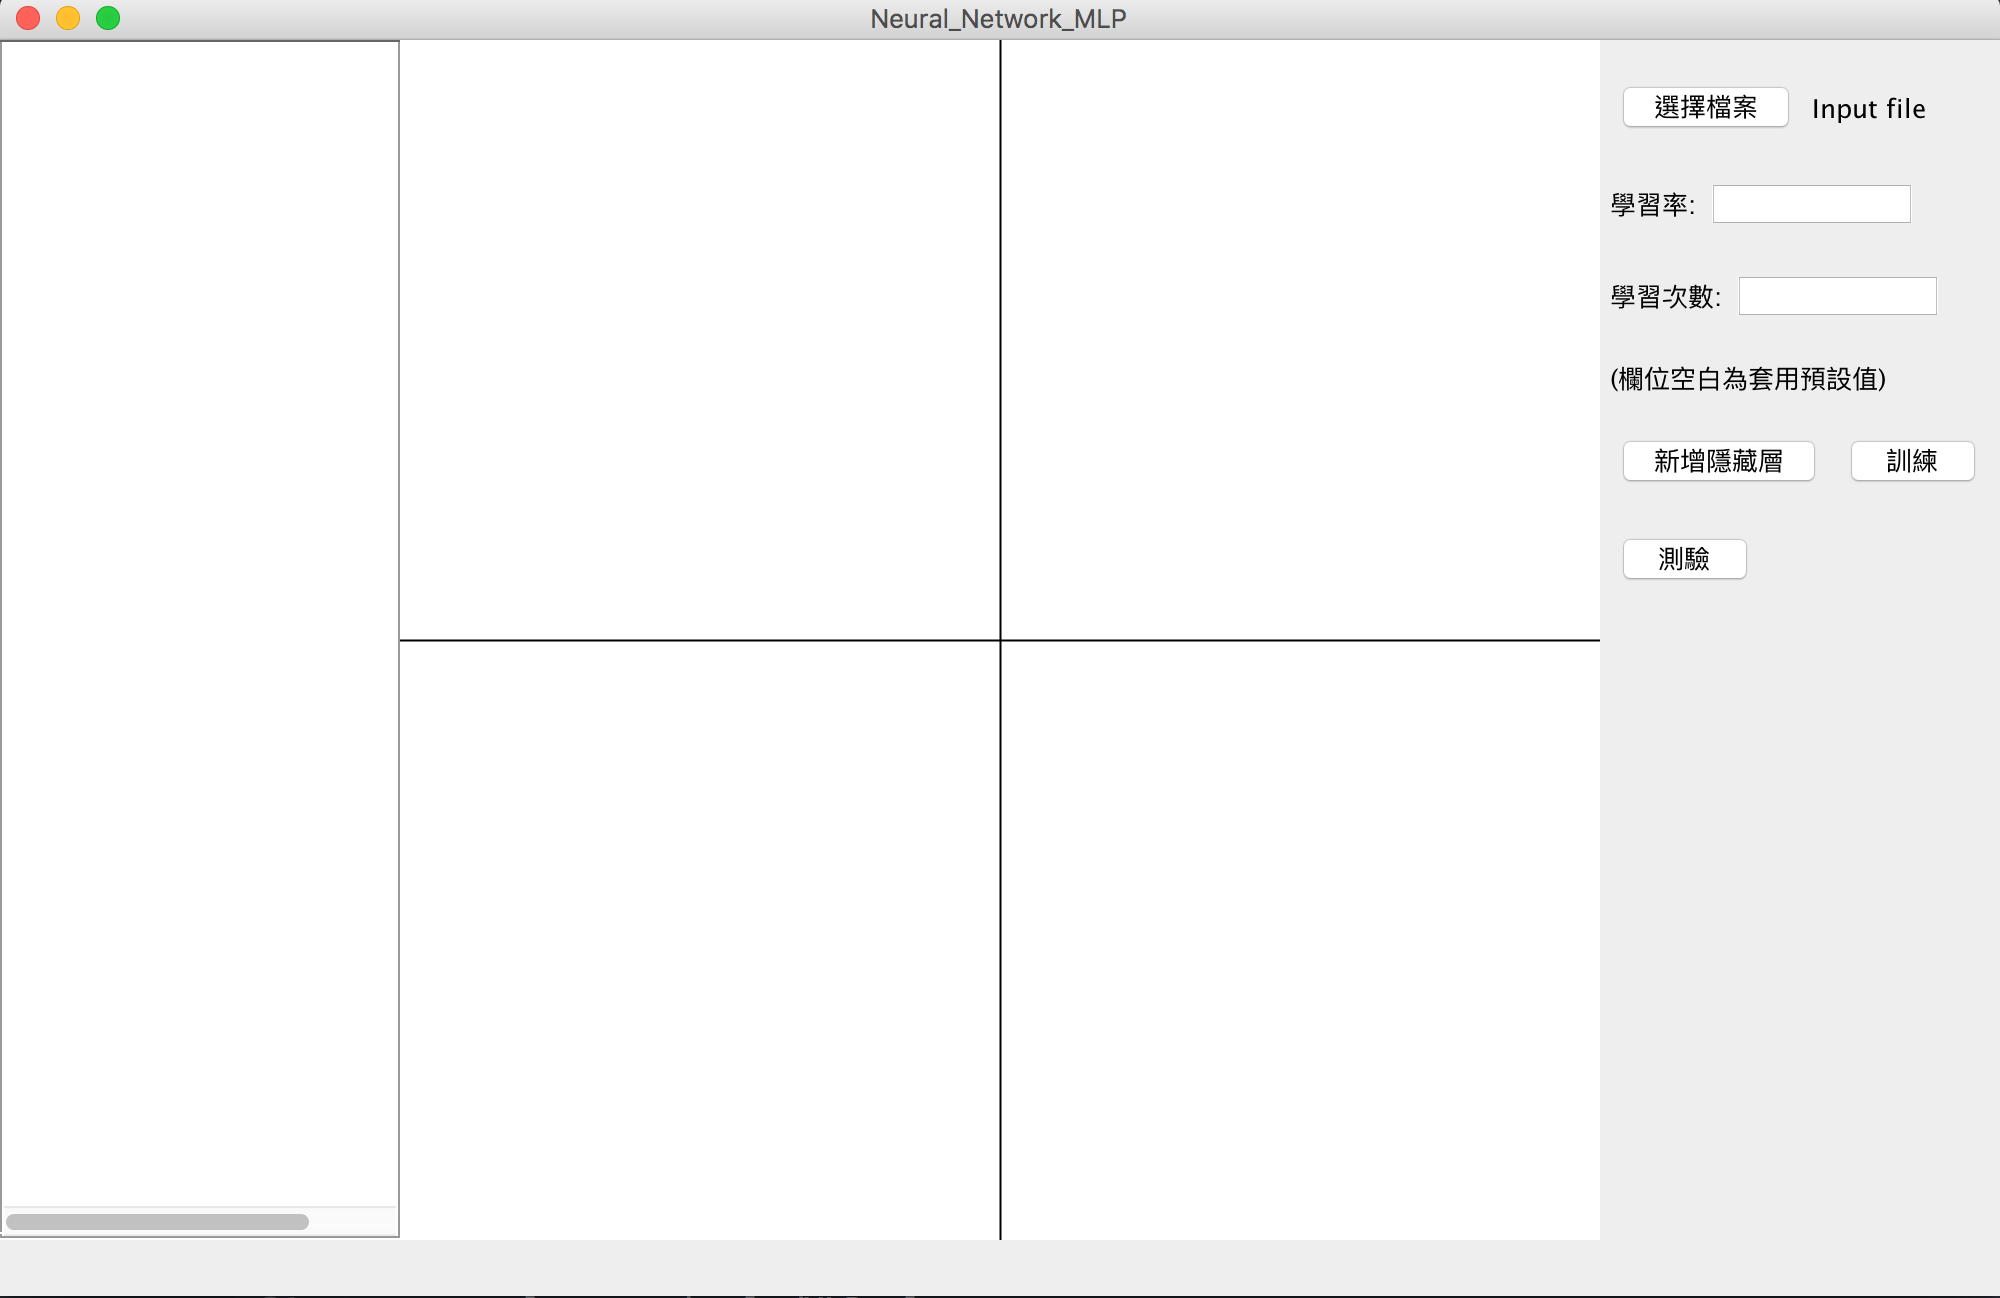 Neural_Network_MLP
選擇檔案 Input file
學習率:
學習次數:
(欄位空白為套用預設值)
新增隱藏層 訓練
測驗